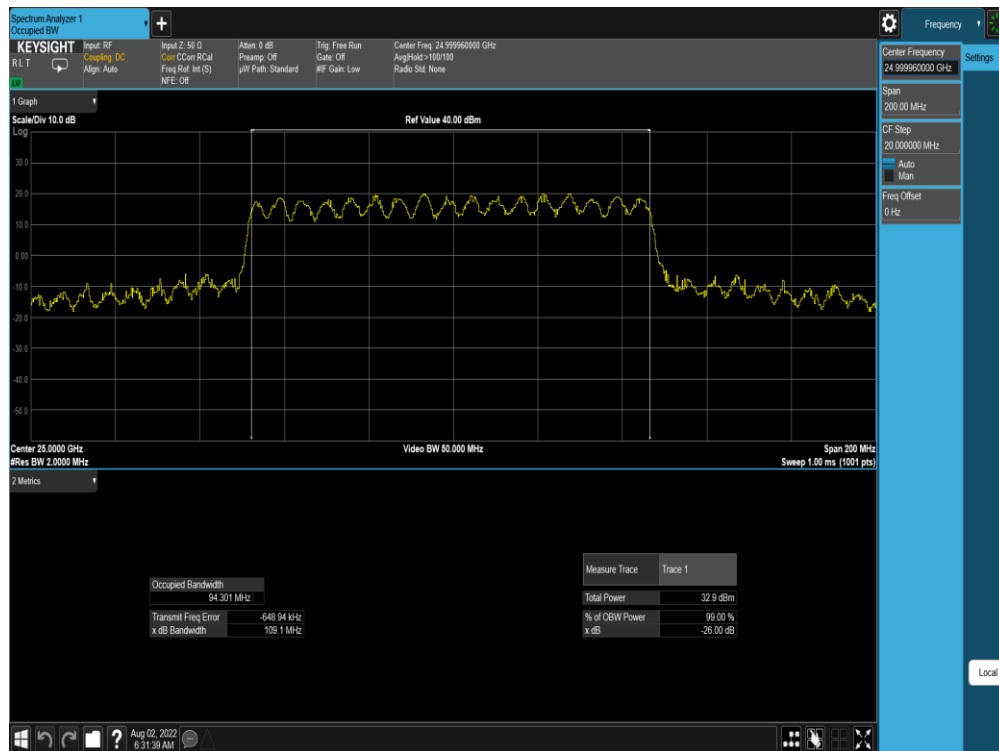 Spectrum Analyzer 1
Occupied BW
+
Frequency
KEYSIGHT
R L T
LXI
Input: RF
Coupling: DC
Align: Auto
Input Z: 50 Ω
Corr CCorr RCal
Freq Ref: Int (S)
NFE: Off
Atten: 0 dB
Preamp: Off
µW Path: Standard
Trig: Free Run
Gate: Off
#IF Gain: Low
Center Freq: 24.999960000 GHz
Avg|Hold:>100/100
Radio Std: None
Center Frequency
24.999960000 GHz
Settings
Span
200.00 MHz
CF Step
20.000000 MHz
Auto
Man
Freq Offset
0 Hz
1 Graph
Scale/Div 10.0 dB
Ref Value 40.00 dBm
Log
30.0
20.0
10.0
0.00
-10.0
-20.0
-30.0
-40.0
-50.0
Center 25.0000 GHz
Video BW 50.000 MHz
Span 200 MHz
#Res BW 2.0000 MHz
Sweep 1.00 ms (1001 pts)
2 Metrics
Occupied Bandwidth
94.301 MHz
Transmit Freq Error -648.94 kHz
x dB Bandwidth 109.1 MHz
Measure Trace Trace 1
Total Power 32.9 dBm
% of OBW Power 99.00 %
x dB -26.00 dB
Local
?
Aug 02, 2022
6:31:39 AM